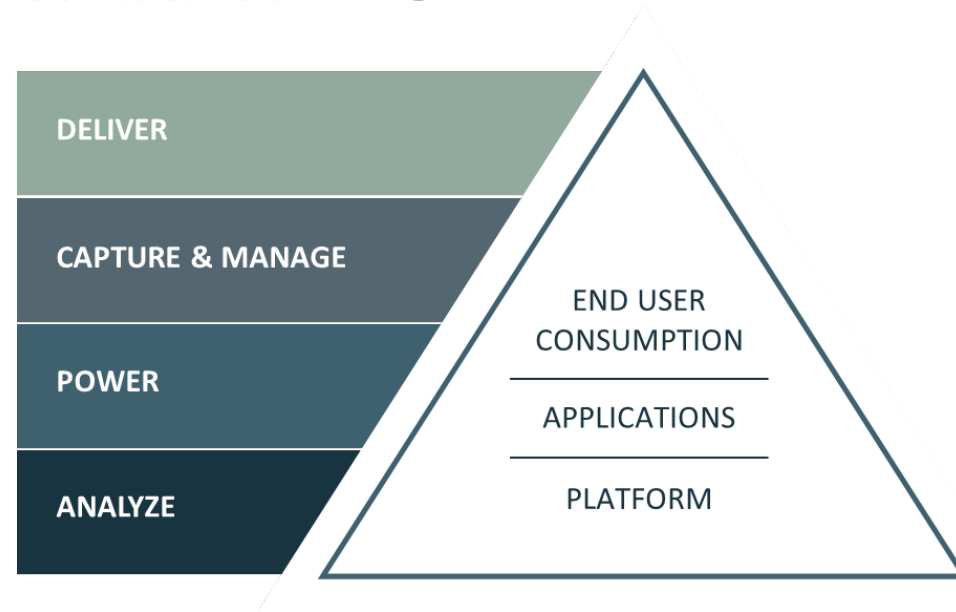 DELIVER
CAPTURE & MANAGE
POWER
ANALYZE
END USER
CONSUMPTION
APPLICATIONS
PLATFORM